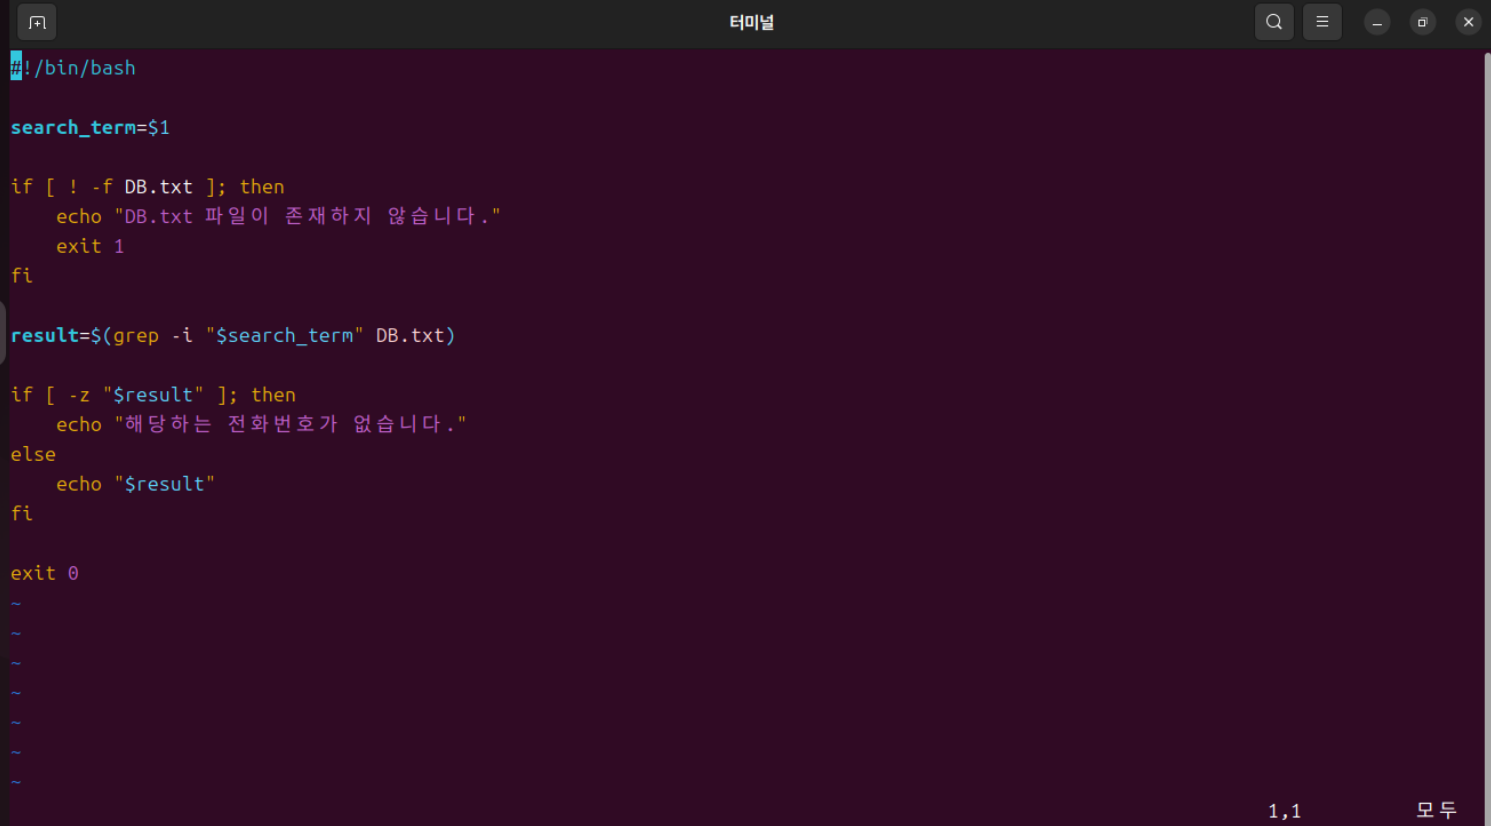 터미널
#!/bin/bash
search_term=$1
if [ ! -f DB.txt ]; then
    echo "DB.txt 파일이 존재하지 않습니다."
    exit 1
fi
result=$(grep -i "$search_term" DB.txt)
if [ -z "$result" ]; then
    echo "해당하는 전화번호가 없습니다."
else
    echo "$result"
fi
exit 0
~
~
~
~
~
~
~
1,1 모두